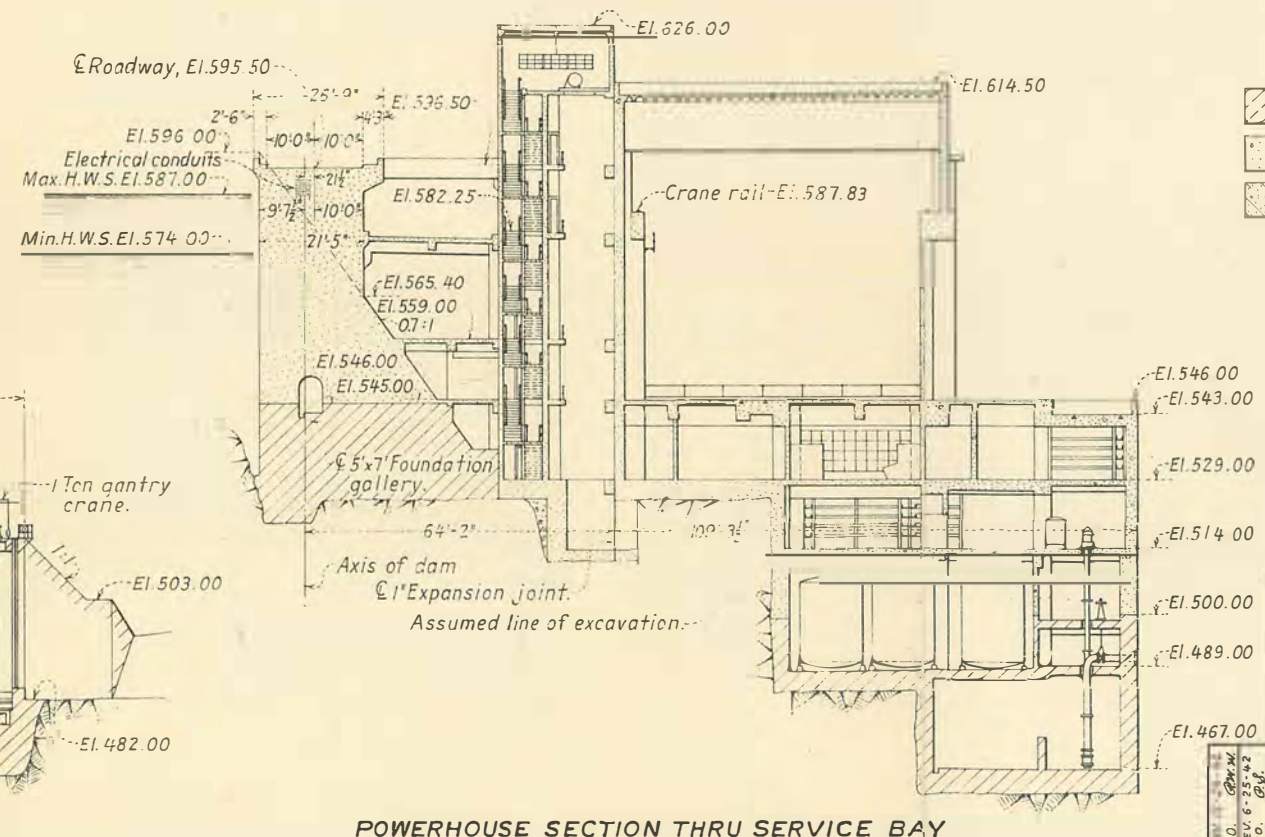 El.626.00
℄ Roadway, El.595.50
26'-9"
El.614.50
2'-6"
4'3
El.596.00
10'-0"
10'-0"
Electrical conduits
21½"
Max.H.W.S.El.587.00
El.582.25
Crane rail-El.587.83
9'-7½"
10'-0"
Min.H.W.S.El.574.00
21'-5"
El.565.40
El.559.00
0.7:1
El.546.00
El.545.00
El.546.00
El.543.00
℄ 5'x7' Foundation
gallery.
El.529.00
1 Ton gantry
crane.
64'-2"
El.514.00
1:1
Axis of dam
El.503.00
℄ 1" Expansion joint.
El.500.00
Assumed line of excavation.
El.489.00
El.482.00
El.467.00
POWERHOUSE SECTION THRU SERVICE BAY